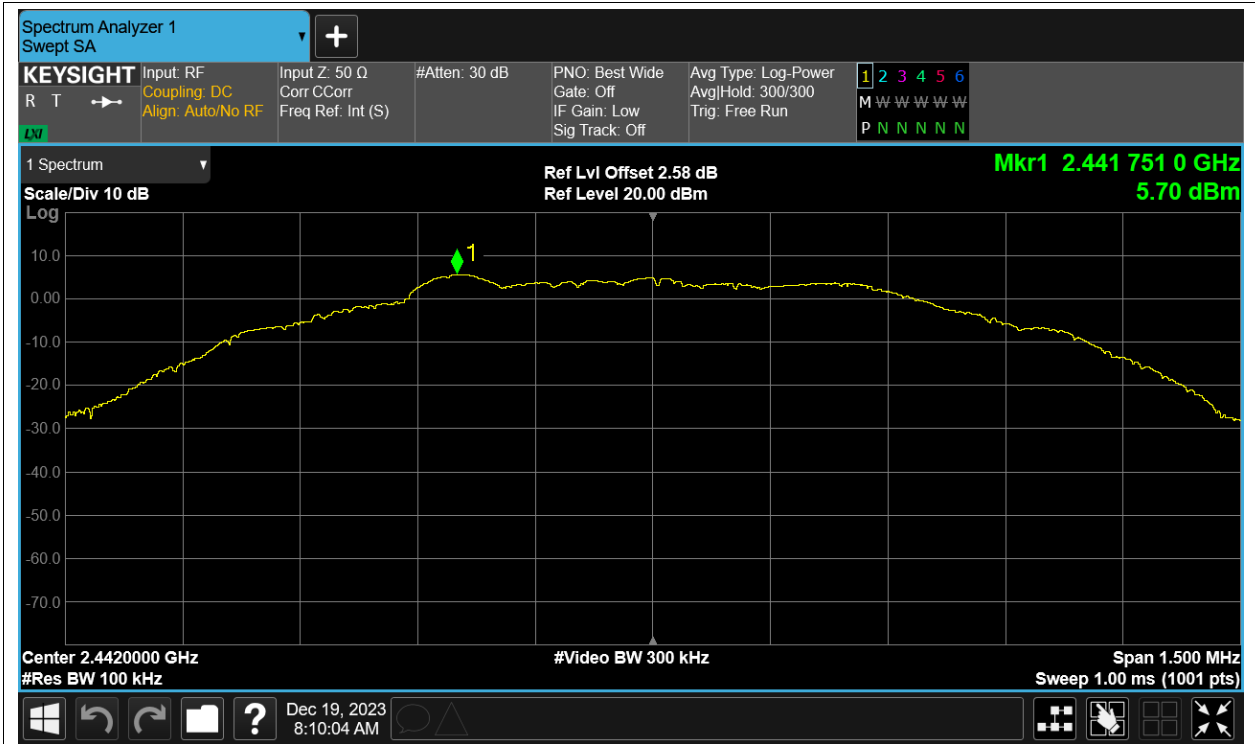 Spectrum Analyzer 1
Swept SA
KEYSIGHT
R T
LXI
Input: RF
Coupling: DC
Align: Auto/No RF
Input Z: 50 Ω
Corr CCorr
Freq Ref: Int (S)
#Atten: 30 dB
PNO: Best Wide
Gate: Off
IF Gain: Low
Sig Track: Off
Avg Type: Log-Power
Avg|Hold: 300/300
Trig: Free Run
1 2 3 4 5 6
M W W W W W
P N N N N N
1 Spectrum
Scale/Div 10 dB
Log
Ref Lvl Offset 2.58 dB
Ref Level 20.00 dBm
Mkr1 2.441 751 0 GHz
5.70 dBm
1
10.0
0.00
-10.0
-20.0
-30.0
-40.0
-50.0
-60.0
-70.0
Center 2.4420000 GHz
#Res BW 100 kHz
#Video BW 300 kHz
Span 1.500 MHz
Sweep 1.00 ms (1001 pts)
?
Dec 19, 2023
8:10:04 AM